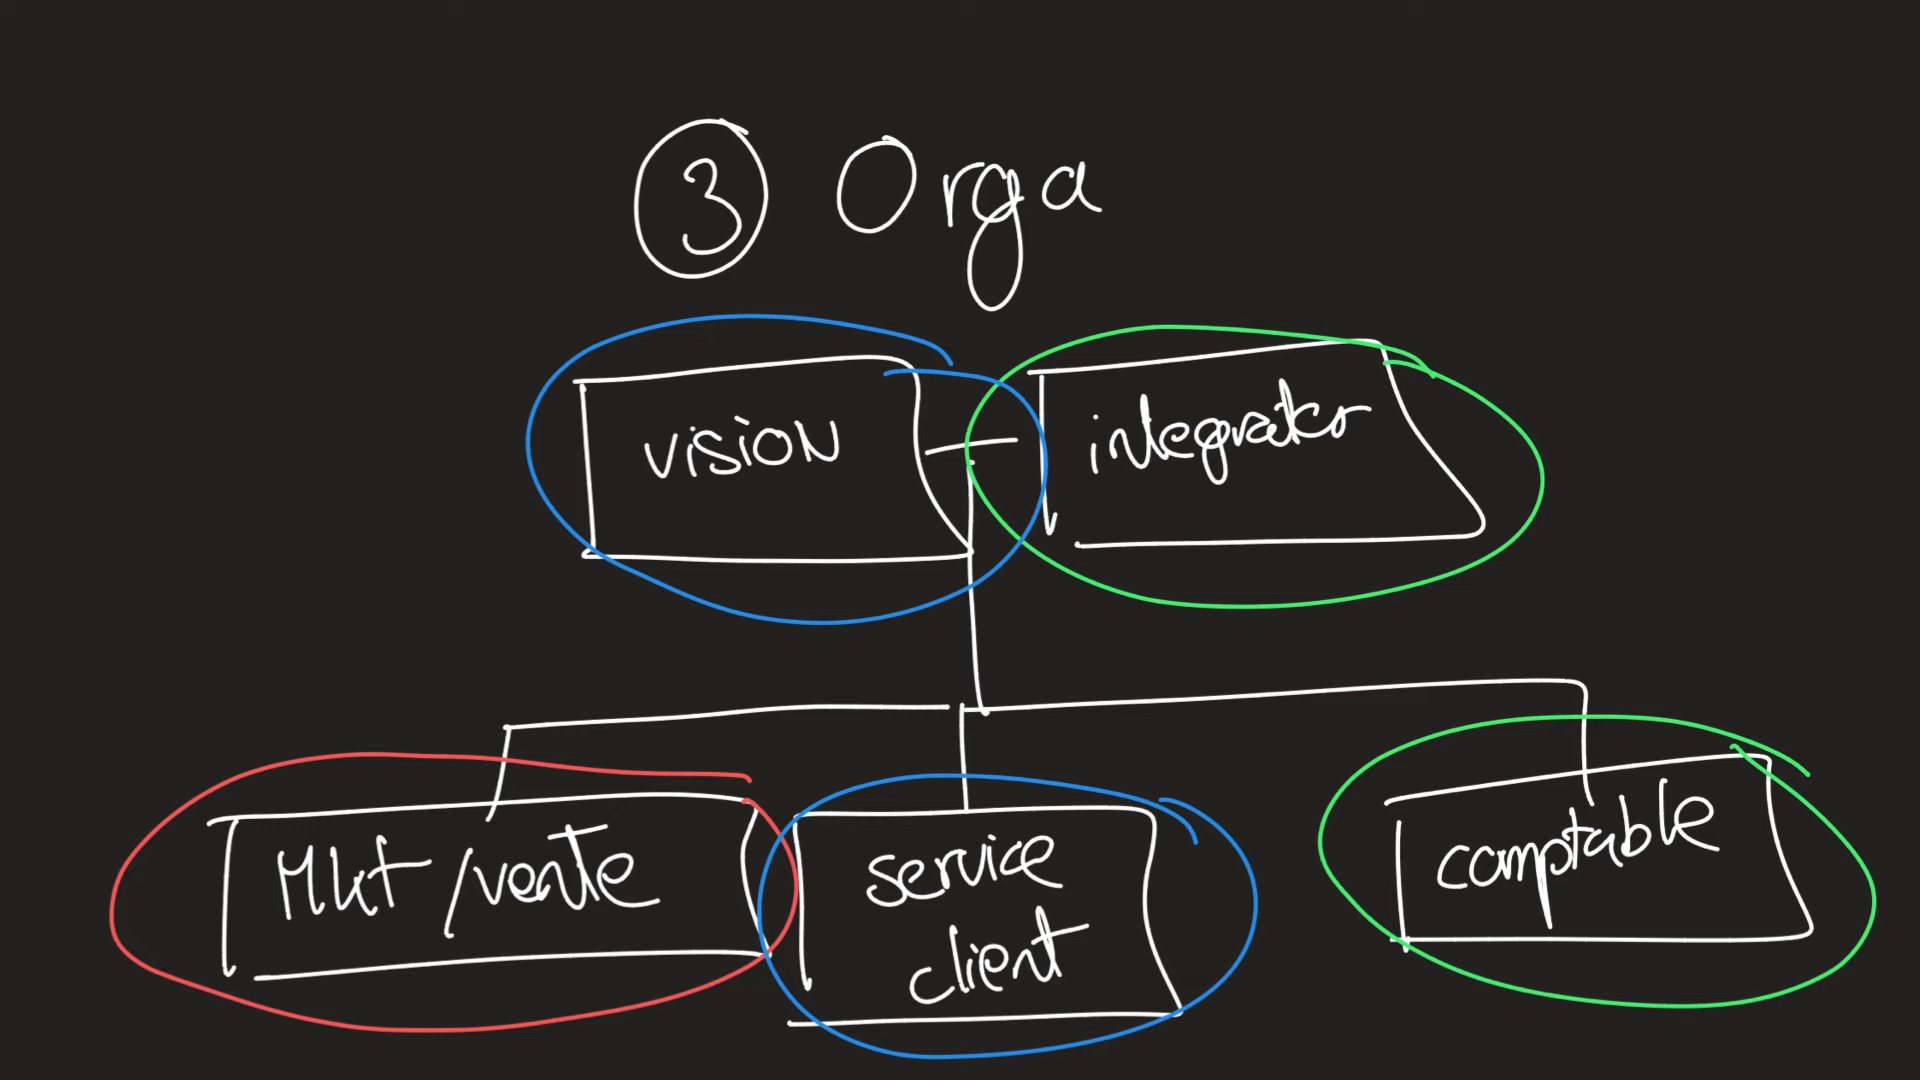 3 Orga
vision
integrator
Mkt/vente
service
client
comptable